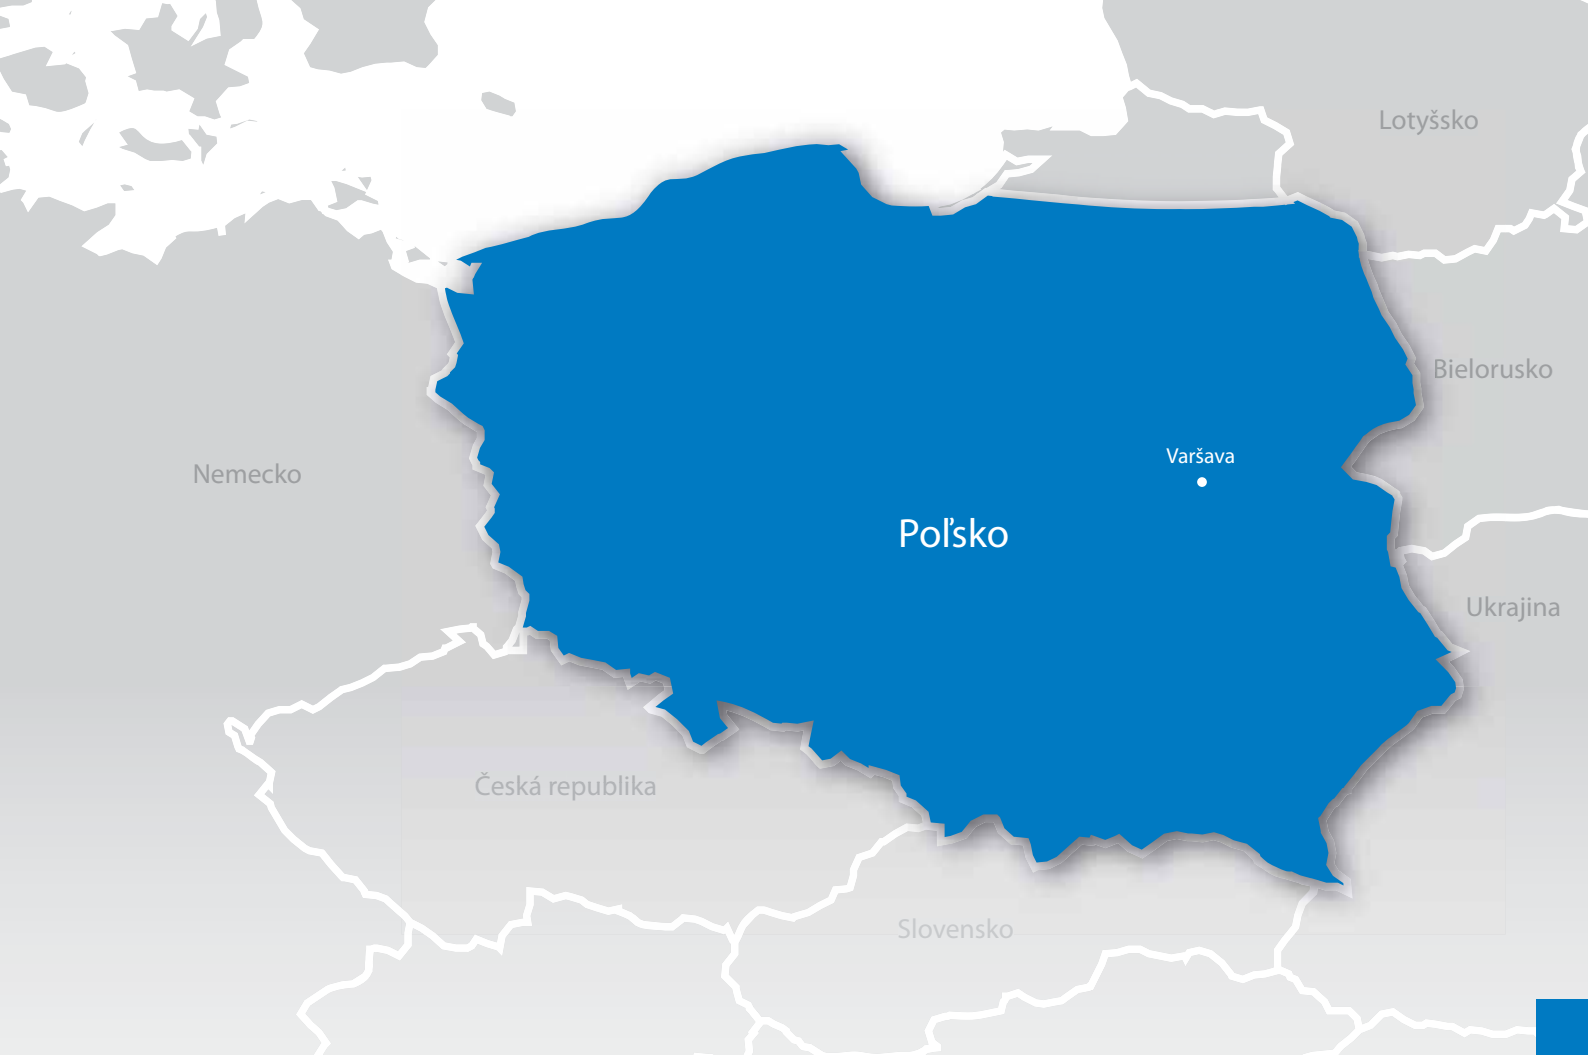 Lotyšsko
Bielorusko
Varšava
Nemecko
Poľsko
Ukrajina
Česká republika
Slovensko